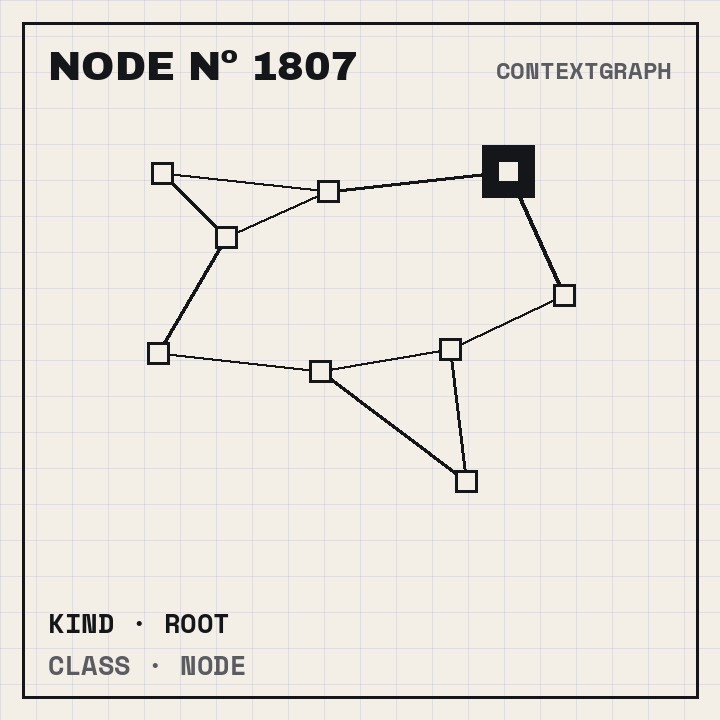 NODE Nº 1807
CONTEXTGRAPH
KIND · ROOT
CLASS · NODE